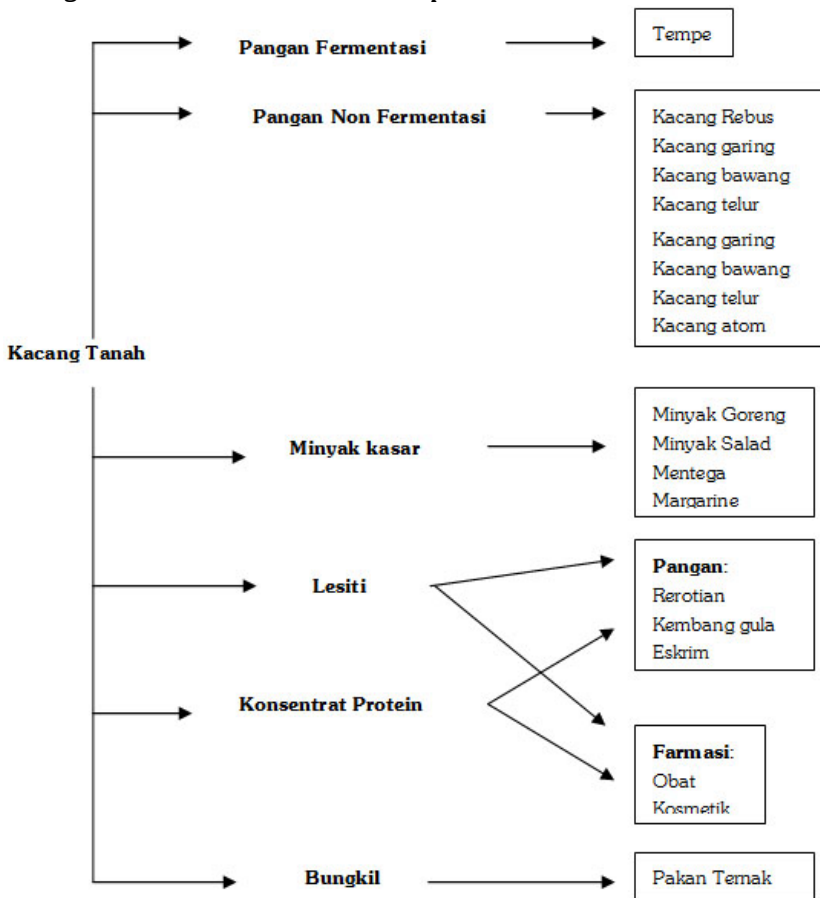 Pangan Fermentasi
Tempe
Pangan Non Fermentasi
Kacang Rebus
Kacang garing
Kacang bawang
Kacang telur
Kacang garing
Kacang bawang
Kacang telur
Kacang atom
Kacang Tanah
Minyak kasar
Minyak Goreng
Minyak Salad
Mentega
Margarine
Lesiti
Pangan:
Rerotian
Kembang gula
Eskrim
Konsentrat Protein
Farmasi:
Obat
Kosmetik
Bungkil
Pakan Ternak